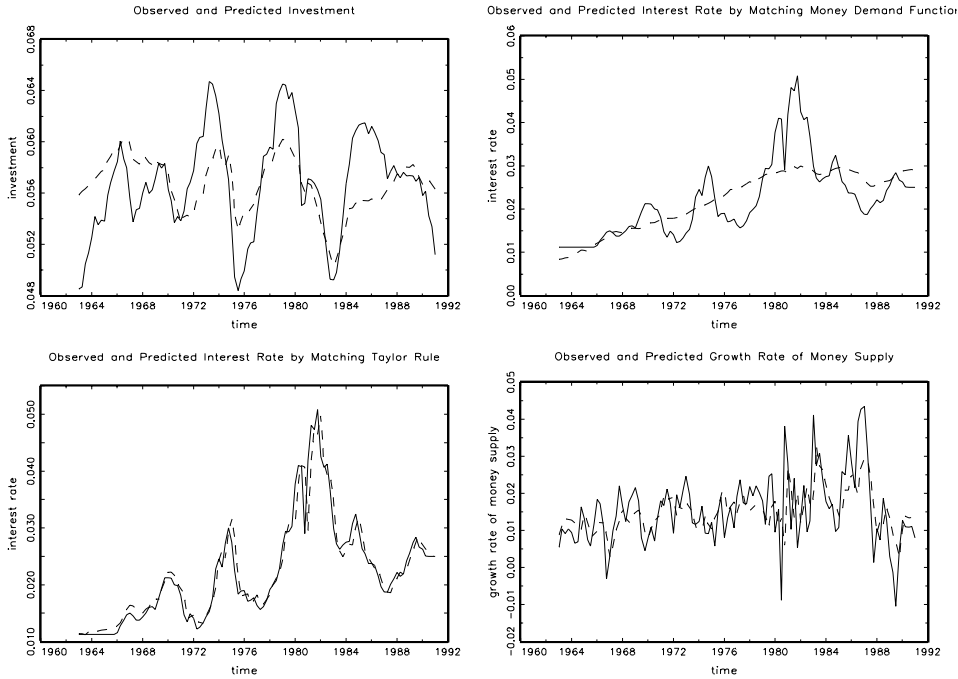 Observed and Predicted Investment
investment
0.048 0.052 0.056 0.060 0.064 0.068
1960 1964 1968 1972 1976 1980 1984 1988 1992
time
Observed and Predicted Interest Rate by Matching Money Demand Function
interest rate
0.00 0.01 0.02 0.03 0.04 0.05 0.06
1960 1964 1968 1972 1976 1980 1984 1988 1992
time
Observed and Predicted Interest Rate by Matching Taylor Rule
interest rate
0.010 0.020 0.030 0.040 0.050
1960 1964 1968 1972 1976 1980 1984 1988 1992
time
Observed and Predicted Growth Rate of Money Supply
growth rate of money supply
-0.02 -0.01 0.00 0.01 0.02 0.03 0.04 0.05
1960 1964 1968 1972 1976 1980 1984 1988 1992
time